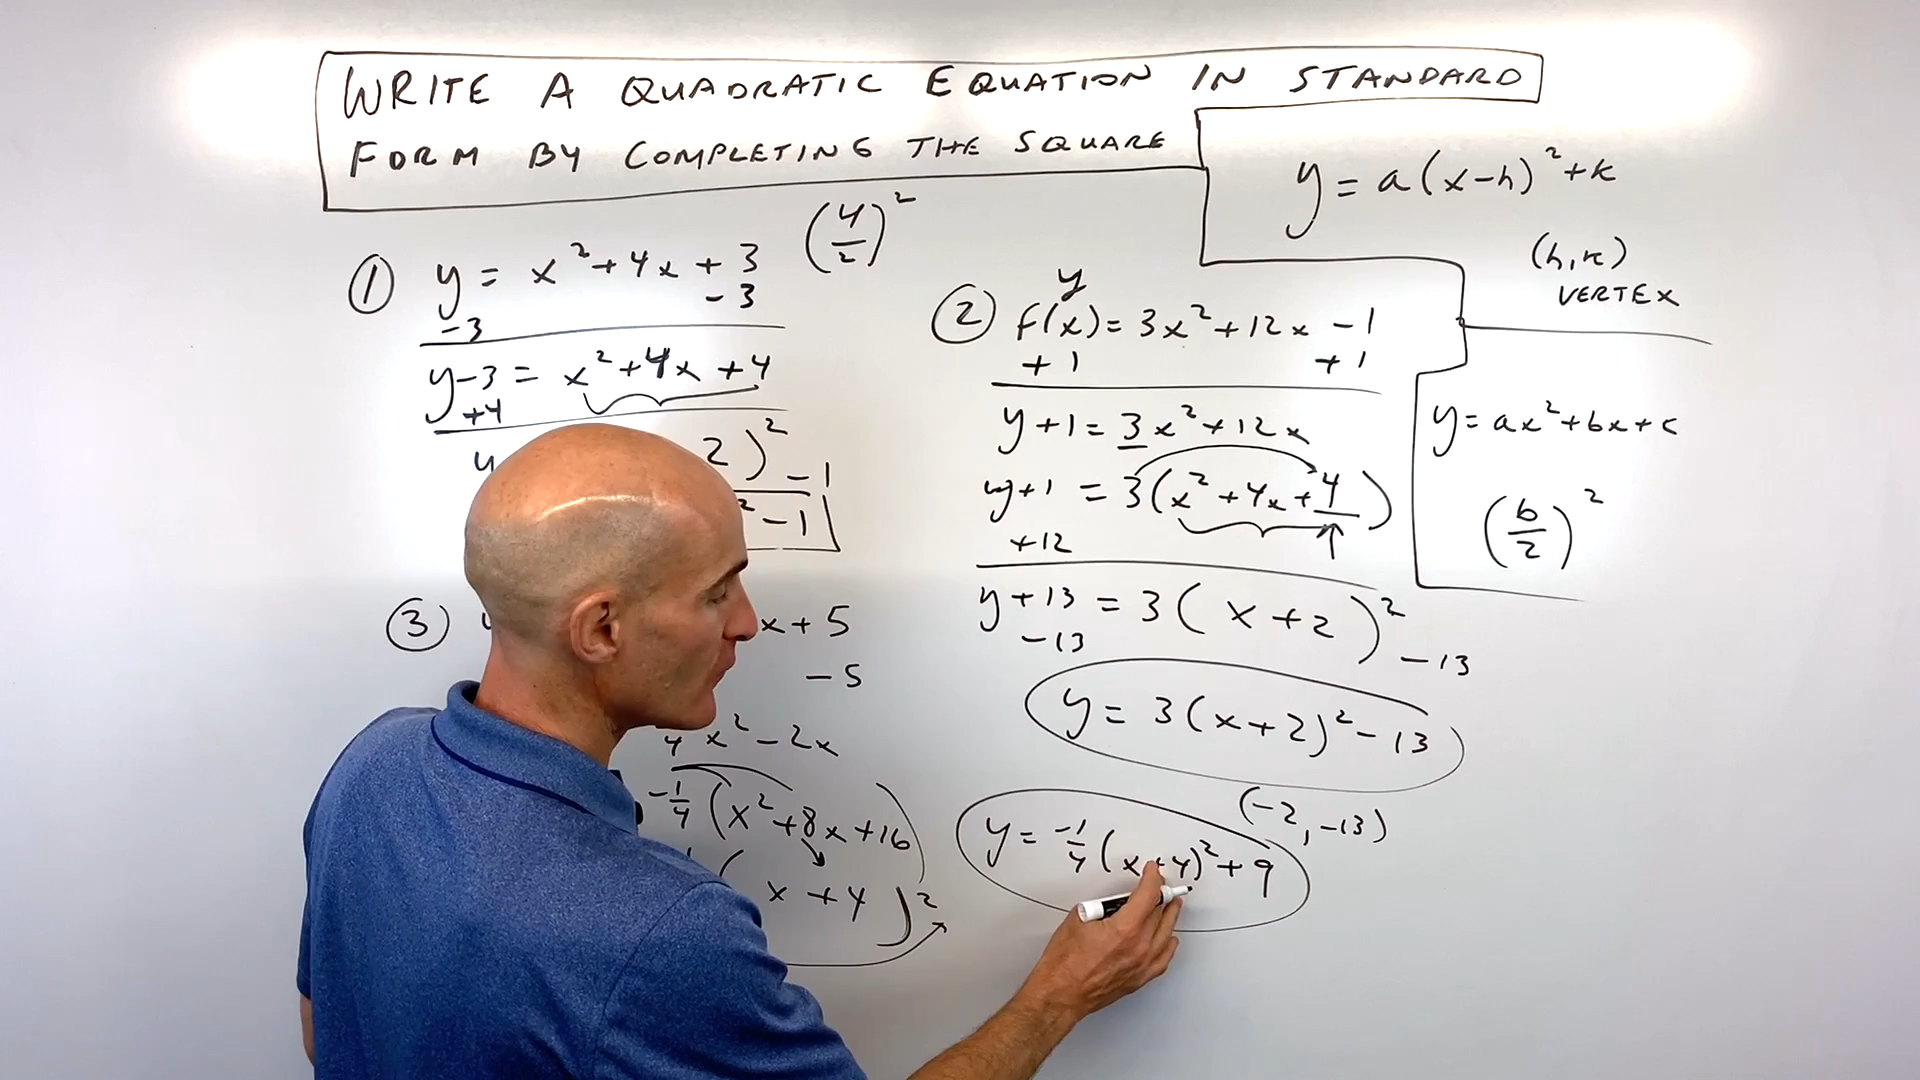 WRITE A QUADRATIC EQUATION IN STANDARD
FORM BY COMPLETING THE SQUARE
y = a(x-h)²+k
(h,k)
VERTEX
y=ax²+bx+c
(b/2)²
① y = x²+4x+3 (4/2)²
-3 -3
y-3 = x²+4x+4
+4
y 2)² -1
² -1
② f(x)=3x²+12x-1
y
+1 +1
y+1=3x²+12x
y+1 = 3(x²+4x+4)
+12
y+13 = 3(x+2)²
-13 -13
y = 3(x+2)²-13
(-2,-13)
③ x+5
-5
4 x²-2x
-1/4(x²+8x+16)
(x+4)²
y = -1/4(x+4)²+9